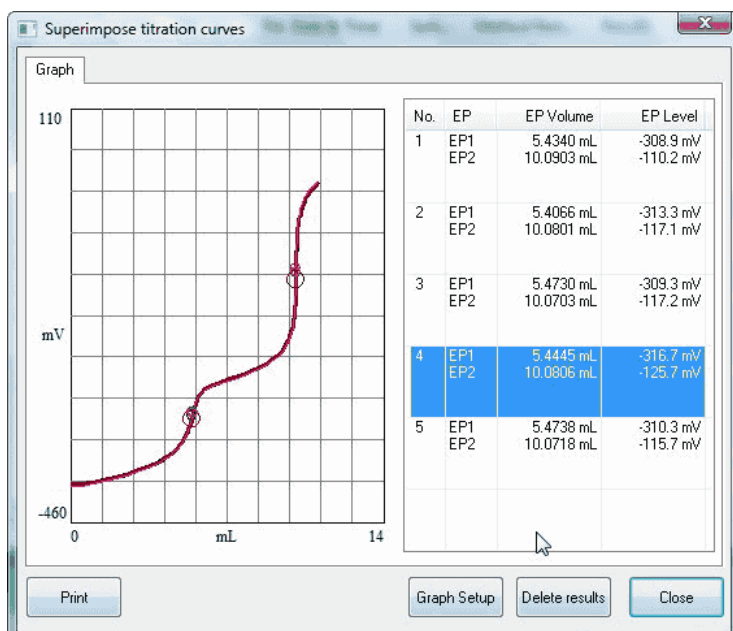 Superimpose titration curves
Graph
110
mV
-460
0 mL 14
No. EP EP Volume EP Level
1 EP1 5.4340 mL -308.9 mV
EP2 10.0903 mL -110.2 mV
2 EP1 5.4066 mL -313.3 mV
EP2 10.0801 mL -117.1 mV
3 EP1 5.4730 mL -309.3 mV
EP2 10.0703 mL -117.2 mV
4 EP1 5.4445 mL -316.7 mV
EP2 10.0806 mL -125.7 mV
5 EP1 5.4738 mL -310.3 mV
EP2 10.0718 mL -115.7 mV
Print Graph Setup Delete results Close